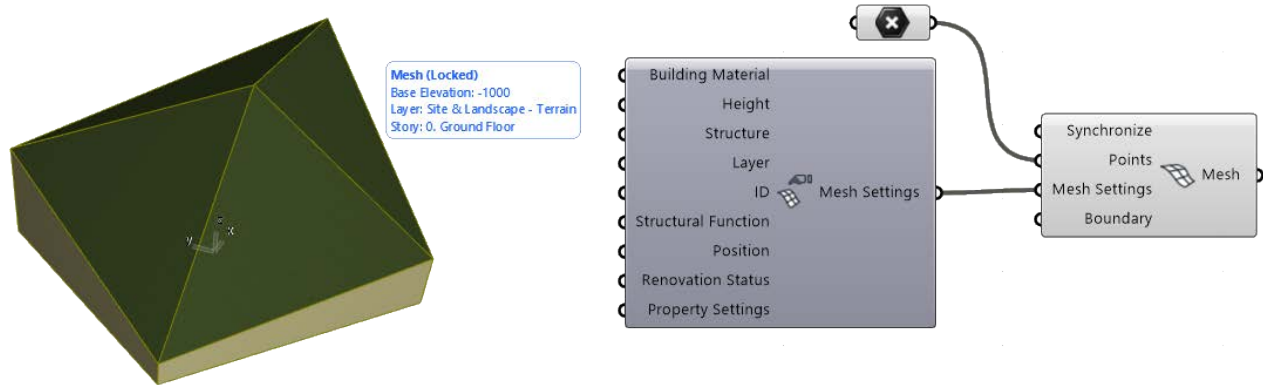 Mesh (Locked)
Base Elevation: -1000
Layer: Site & Landscape - Terrain
Story: 0. Ground Floor
z
y
x
Building Material
Height
Structure
Layer
ID
Mesh Settings
Structural Function
Position
Renovation Status
Property Settings
Synchronize
Points
Mesh
Mesh Settings
Boundary